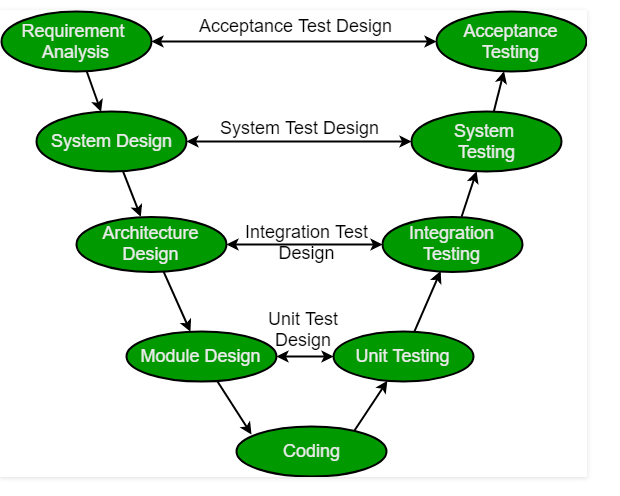 Requirement
Analysis
Acceptance Test Design
Acceptance
Testing
System Design
System Test Design
System
Testing
Architecture
Design
Integration Test
Design
Integration
Testing
Module Design
Unit Test
Design
Unit Testing
Coding